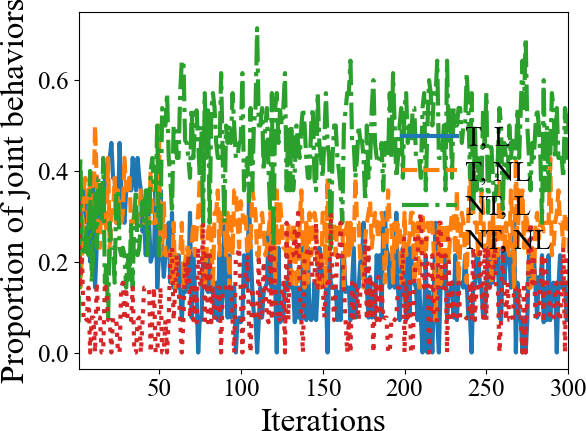 Proportion of joint behaviors
0.6
0.4
0.2
0.0
T, L
T, NL
NT, L
NT, NL
50 100 150 200 250 300
Iterations